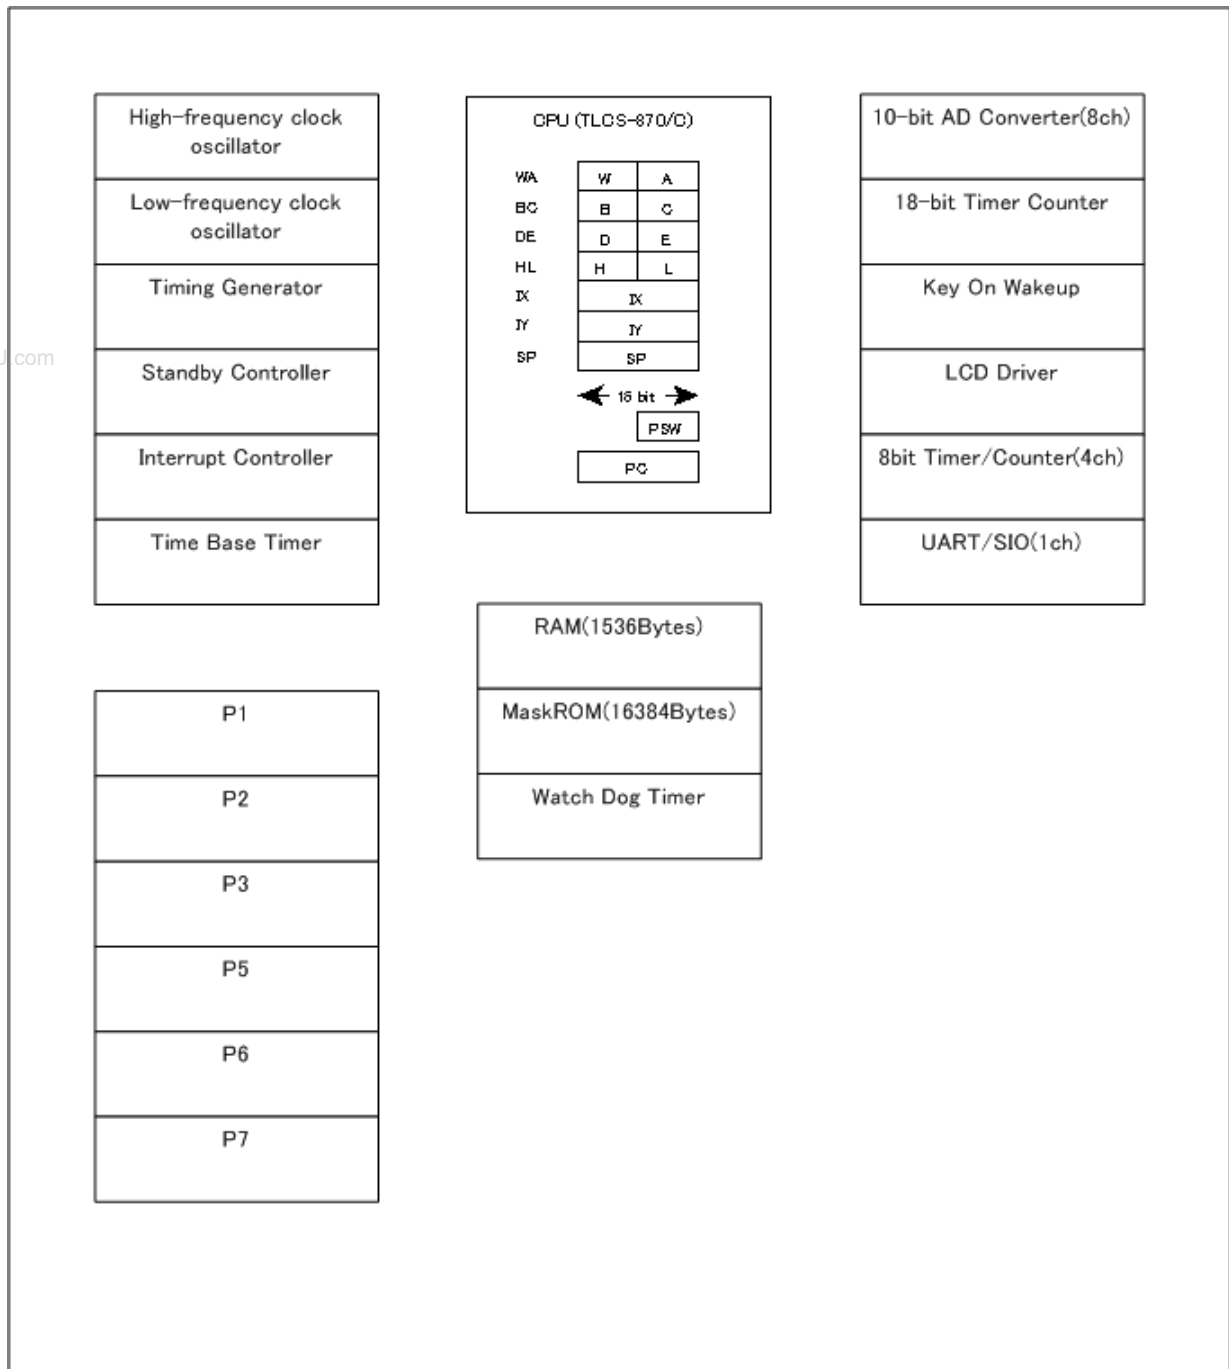 High-frequency clock
oscillator
Low-frequency clock
oscillator
Timing Generator
Standby Controller
Interrupt Controller
Time Base Timer
CPU (TLCS-870/C)
WA W A
BC B C
DE D E
HL H L
IX IX
IY IY
SP SP
16 bit
PSW
PC
10-bit AD Converter(8ch)
18-bit Timer Counter
Key On Wakeup
LCD Driver
8bit Timer/Counter(4ch)
UART/SIO(1ch)
RAM(1536Bytes)
MaskROM(16384Bytes)
Watch Dog Timer
P1
P2
P3
P5
P6
P7
.com